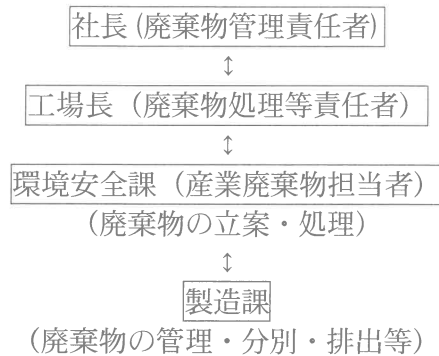 社長(廃棄物管理責任者)
↕
工場長(廃棄物処理等責任者)
↕
環境安全課(産業廃棄物担当者)
(廃棄物の立案・処理)
↕
製造課
(廃棄物の管理・分別・排出等)